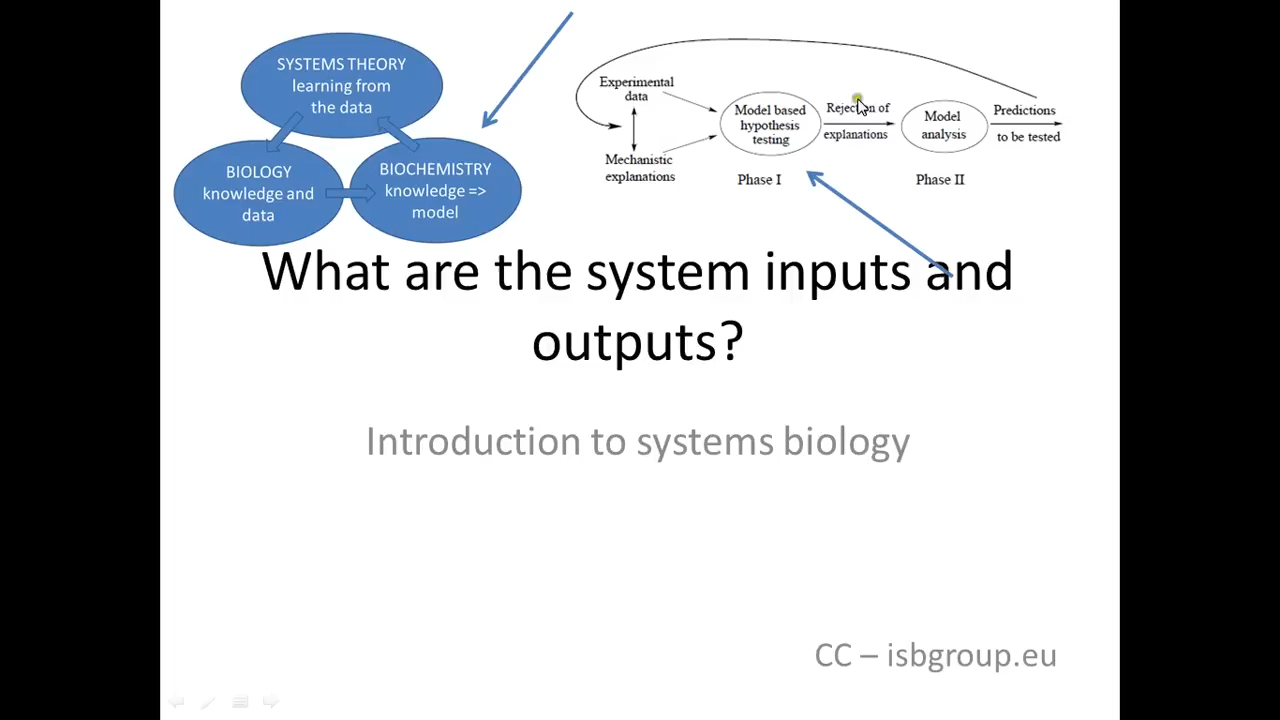 SYSTEMS THEORY
learning from
the data
BIOLOGY
knowledge and
data
BIOCHEMISTRY
knowledge =>
model
Experimental
data
Mechanistic
explanations
Model based
hypothesis
testing
Phase I
Rejection of
explanations
Model
analysis
Phase II
Predictions
to be tested
What are the system inputs and
outputs?
Introduction to systems biology
CC – isbgroup.eu